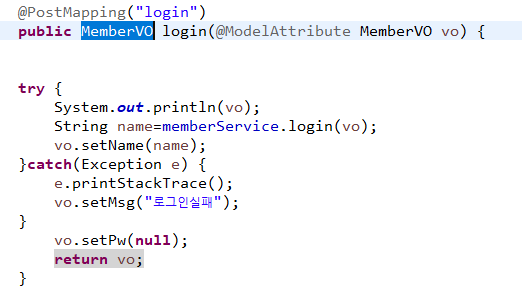 @PostMapping("login")
public MemberVO login(@ModelAttribute MemberVO vo) {
try {
System.out.println(vo);
String name=memberService.login(vo);
vo.setName(name);
}catch(Exception e) {
e.printStackTrace();
vo.setMsg("로그인실패");
}
vo.setPw(null);
return vo;
}